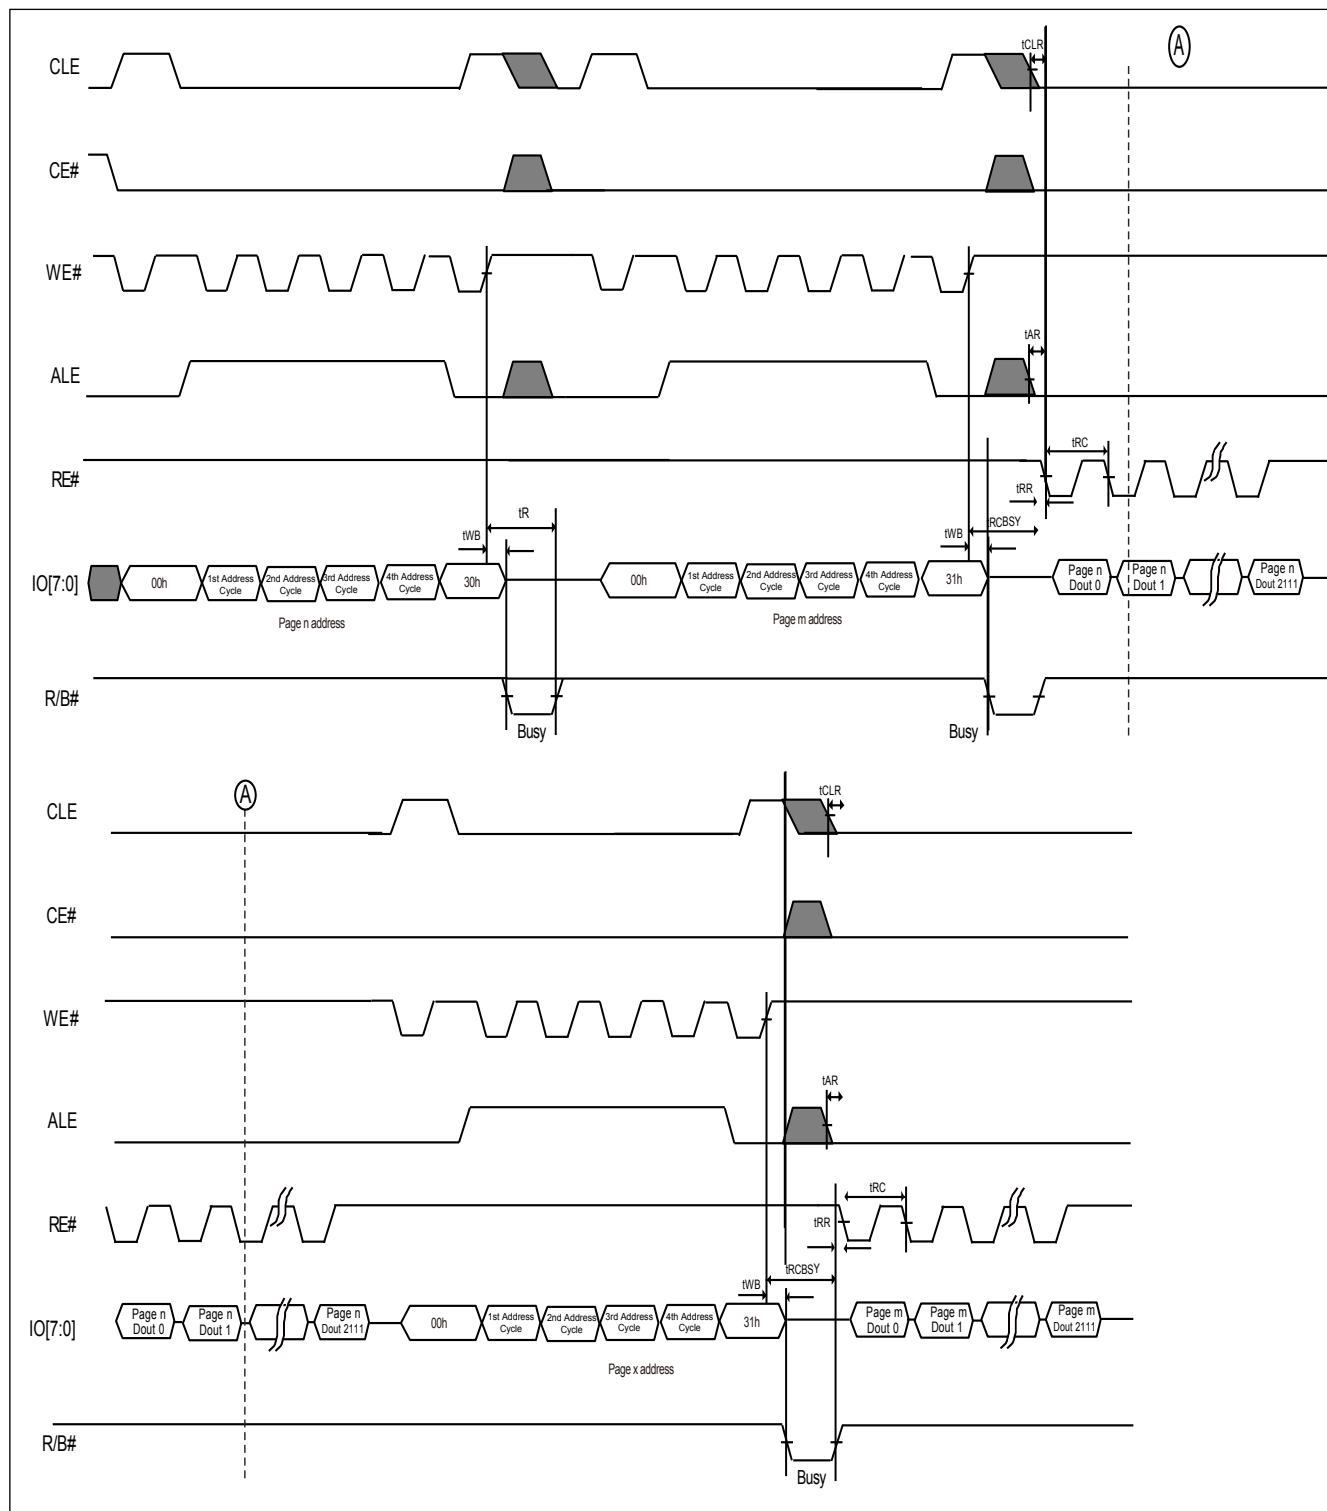 tCLR
A
CLE
CE#
WE#
tAR
ALE
tRC
RE#
tRR
tR
tRCBSY
tWB
tWB
IO[7:0]
00h
1st Address Cycle
2nd Address Cycle
3rd Address Cycle
4th Address Cycle
30h
00h
1st Address Cycle
2nd Address Cycle
3rd Address Cycle
4th Address Cycle
31h
Page n Dout 0
Page n Dout 1
Page n Dout 2111
Page n address
Page m address
R/B#
Busy
Busy
A
tCLR
CLE
CE#
WE#
tAR
ALE
tRC
RE#
tRR
tRCBSY
tWB
IO[7:0]
Page n Dout 0
Page n Dout 1
Page n Dout 2111
00h
1st Address Cycle
2nd Address Cycle
3rd Address Cycle
4th Address Cycle
31h
Page m Dout 0
Page m Dout 1
Page m Dout 2111
Page x address
R/B#
Busy